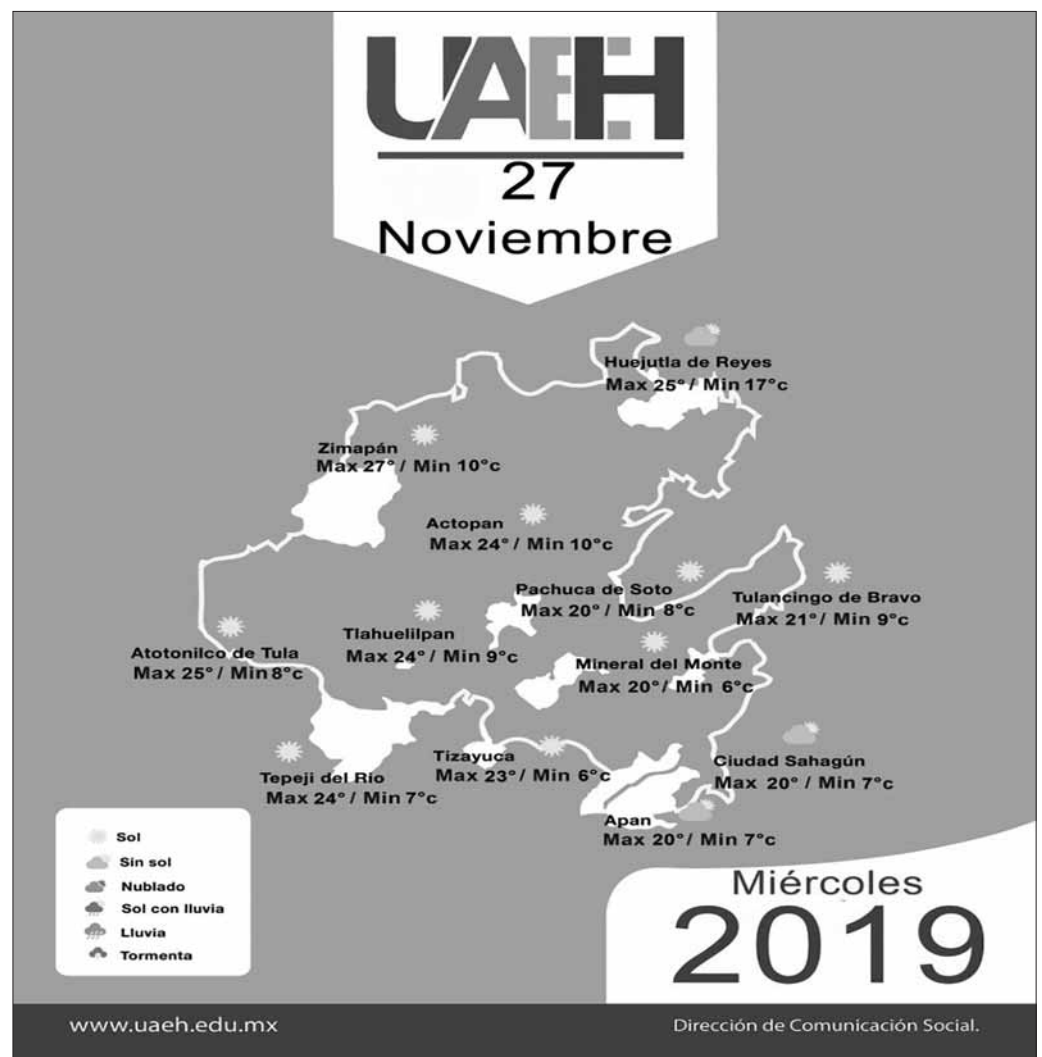 UAEH
27
Noviembre
Huejutla de Reyes
Max 25°/ Min 17°c
Zimapán
Max 27°/ Min 10°c
Actopan
Max 24°/ Min 10°c
Pachuca de Soto
Max 20°/ Min 8°c
Tulancingo de Bravo
Max 21°/ Min 9°c
Tlahuelilpan
Max 24°/ Min 9°c
Atotonilco de Tula
Max 25°/ Min 8°c
Mineral del Monte
Max 20°/ Min 6°c
Tizayuca
Max 23°/ Min 6°c
Ciudad Sahagún
Max 20°/ Min 7°c
Tepeji del Río
Max 24°/ Min 7°c
Apan
Max 20°/ Min 7°c
Sol
Sin sol
Nublado
Sol con lluvia
Lluvia
Tormenta
Miércoles
2019
www.uaeh.edu.mx
Dirección de Comunicación Social.